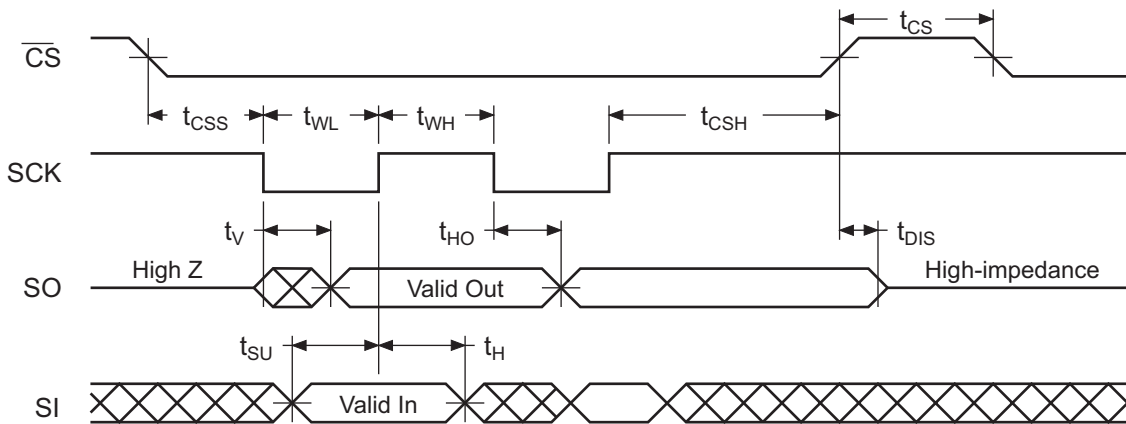 tCS
CS
tCSS tWL tWH tCSH
SCK
tV tHO tDIS
High Z High-impedance
SO Valid Out
tSU tH
SI Valid In